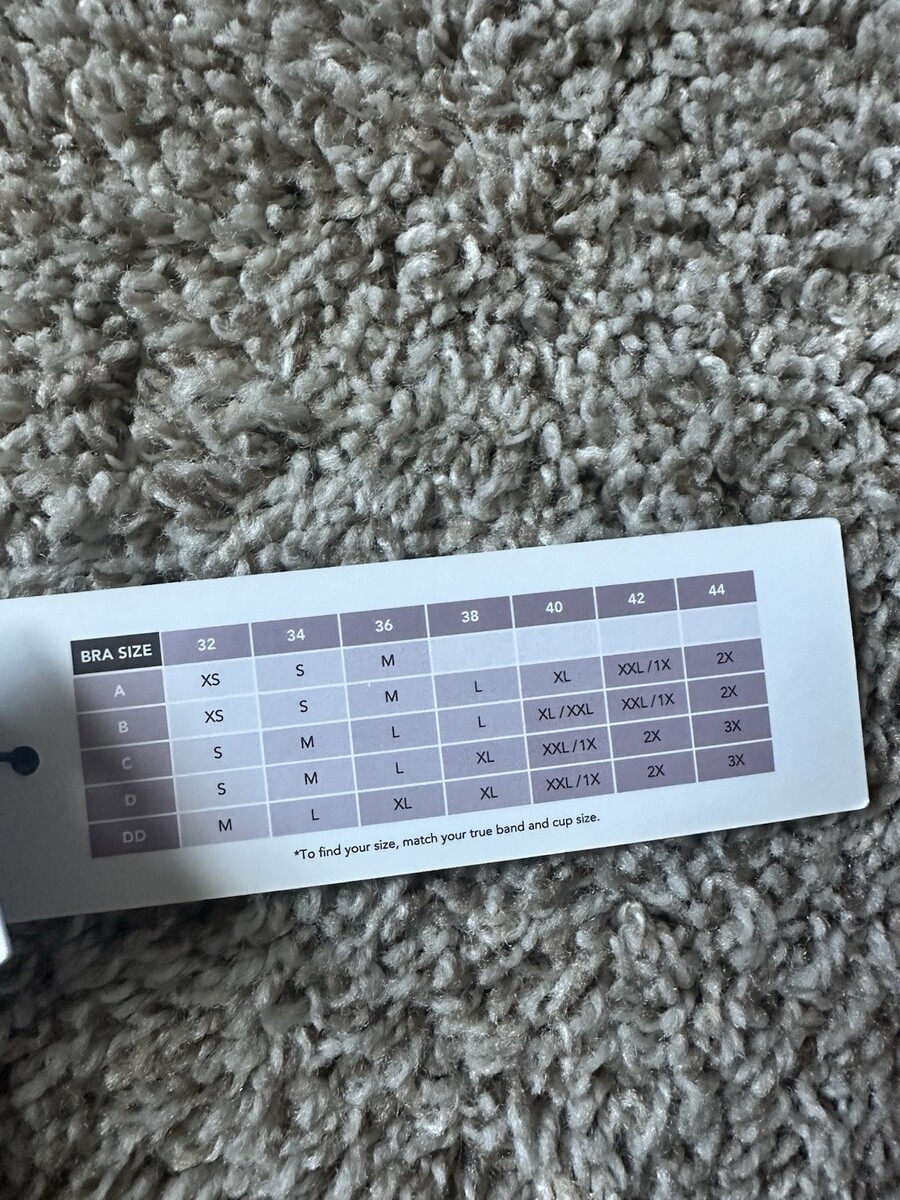 BRA SIZE 32 34 36 38 40 42 44
A XS S M
B XS S M L XL XXL/1X 2X
C S M L L XL/XXL XXL/1X 2X
D S M L XL XXL/1X 2X 3X
DD M L XL XL XXL/1X 2X 3X
*To find your size, match your true band and cup size.